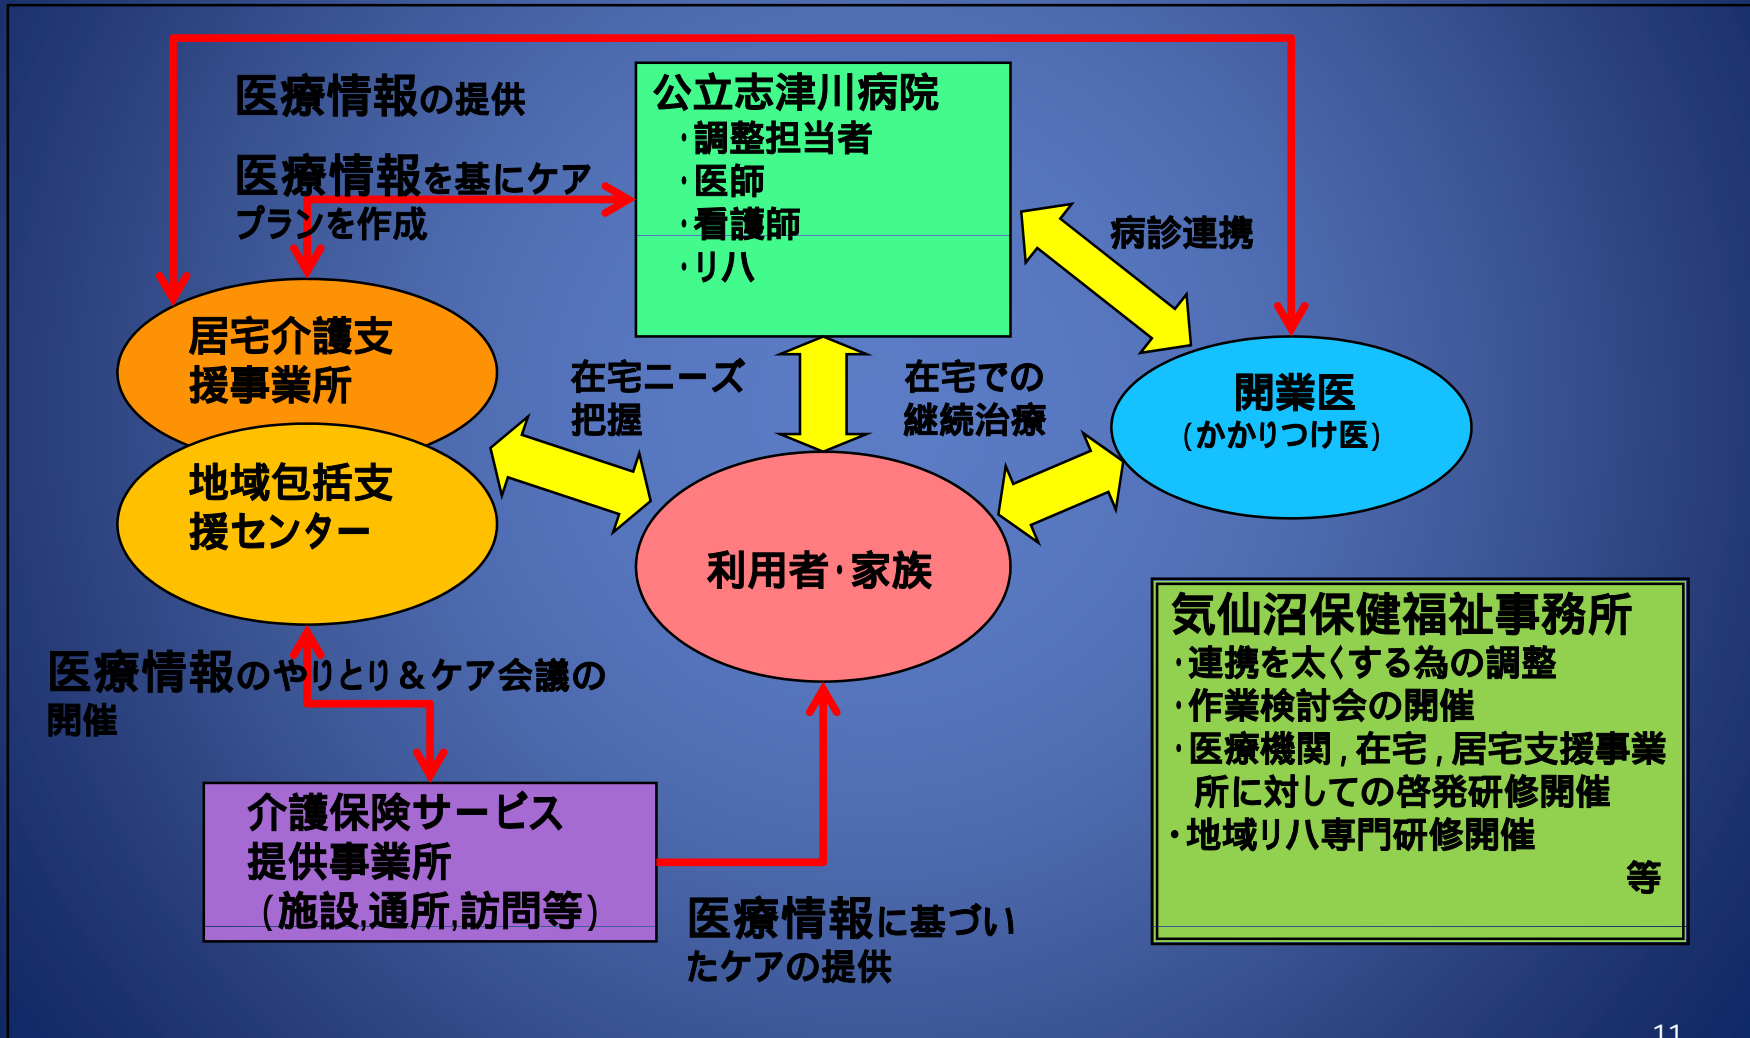 医療情報の提供
医療情報を基にケア
プランを作成
公立志津川病院
・調整担当者
・医師
・看護師
・リハ
病診連携
居宅介護支
援事業所
地域包括支
援センター
在宅ニーズ
把握
在宅での
継続治療
開業医
(かかりつけ医)
利用者・家族
医療情報のやりとり&ケア会議の
開催
介護保険サービス
提供事業所
(施設,通所,訪問等)
医療情報に基づい
たケアの提供
気仙沼保健福祉事務所
・連携を太くする為の調整
・作業検討会の開催
・医療機関,在宅,居宅支援事業
所に対しての啓発研修開催
・地域リハ専門研修開催
等
11